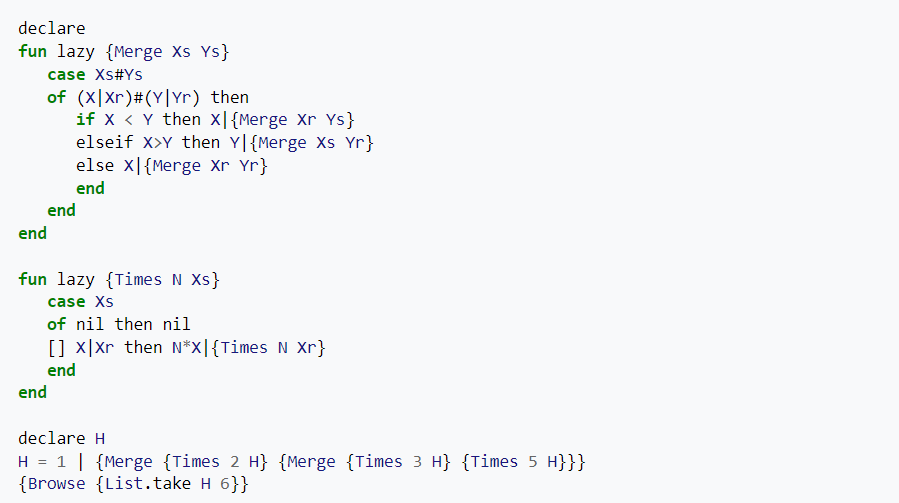 declare
fun lazy {Merge Xs Ys}
   case Xs#Ys
   of (X|Xr)#(Y|Yr) then
      if X < Y then X|{Merge Xr Ys}
      elseif X>Y then Y|{Merge Xs Yr}
      else X|{Merge Xr Yr}
      end
   end
end

fun lazy {Times N Xs}
   case Xs
   of nil then nil
   [] X|Xr then N*X|{Times N Xr}
   end
end

declare H
H = 1 | {Merge {Times 2 H} {Merge {Times 3 H} {Times 5 H}}}
{Browse {List.take H 6}}